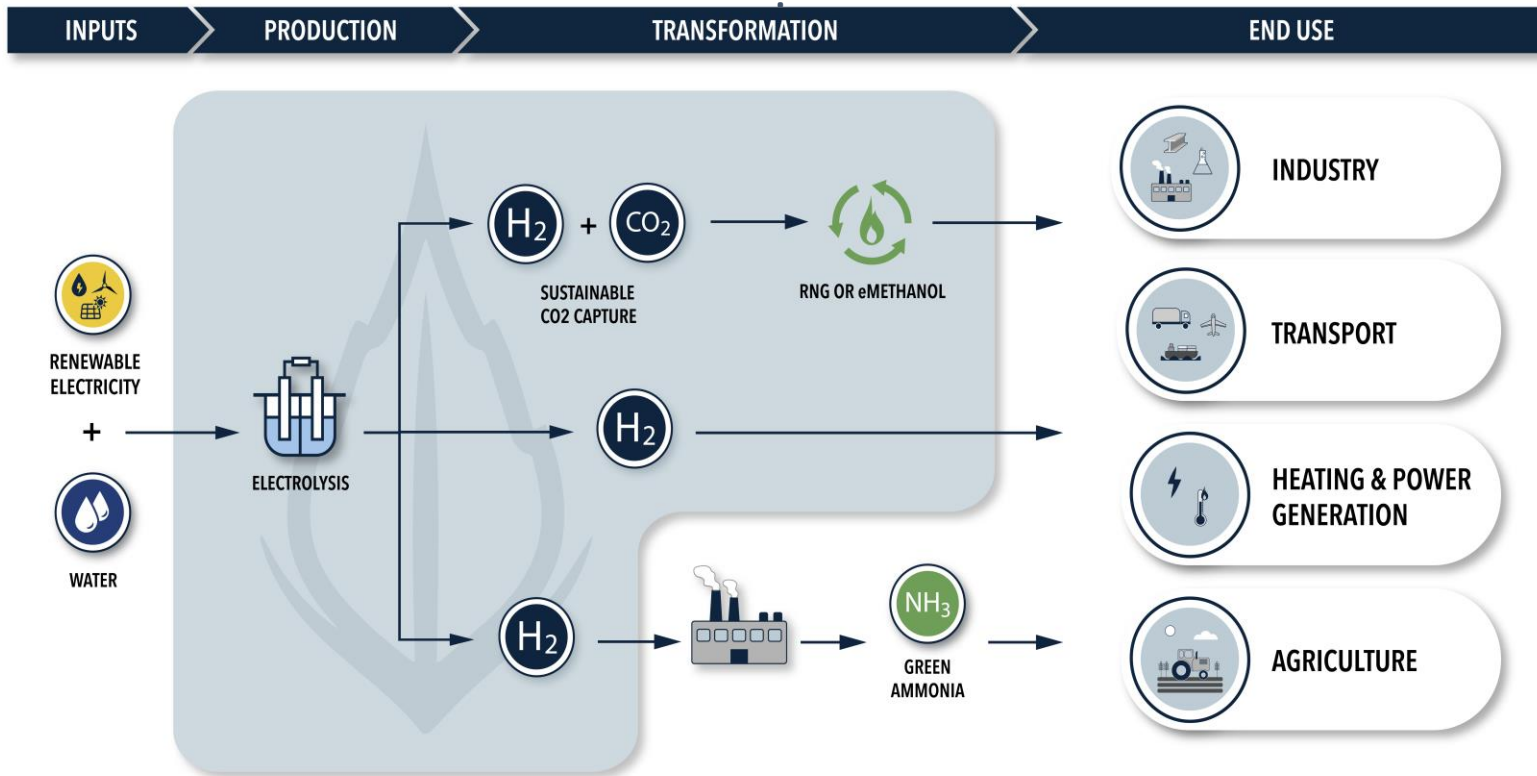 INPUTS
PRODUCTION
TRANSFORMATION
END USE
RENEWABLE
ELECTRICITY
+
WATER
ELECTROLYSIS
H₂ + CO₂
SUSTAINABLE
CO2 CAPTURE
RNG OR eMETHANOL
H₂
H₂
NH₃
GREEN
AMMONIA
INDUSTRY
TRANSPORT
HEATING & POWER
GENERATION
AGRICULTURE